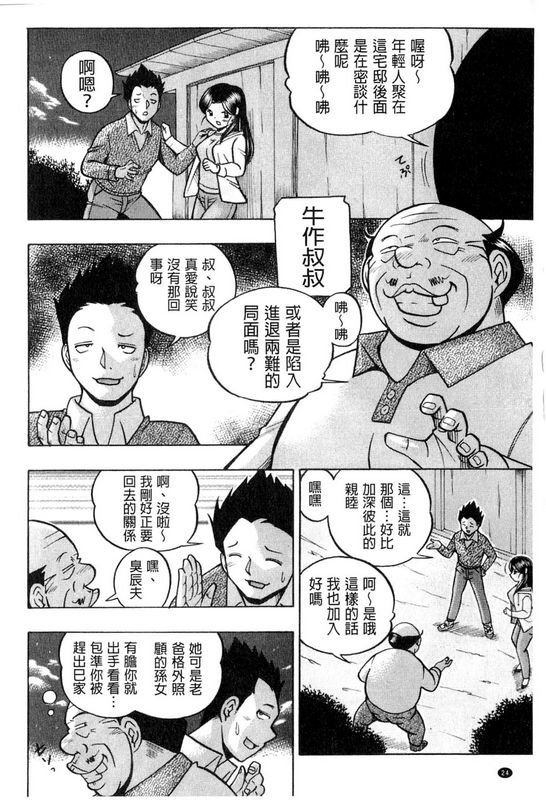 喔呀～
年輕人聚在
這宅邸後面
是在密談什
麼呢
咈～咈～咈
啊嗯？
てぷ
牛作叔叔
咈～咈
或者是陷入
進退兩難的
局面嗎？
叔、叔叔
真愛說笑
沒有那回
事呀
這…這就
那個…好比
加深彼此的
親睦
嘿嘿
呵～是哦
這樣的話
我也加入
好嗎
啊、沒啦～
我剛好正要
回去的關係
嘿、
臭辰夫
她可是老
爸格外照
顧的孫女
有膽你就
出手看看…
包準你被
趕出巳家
24